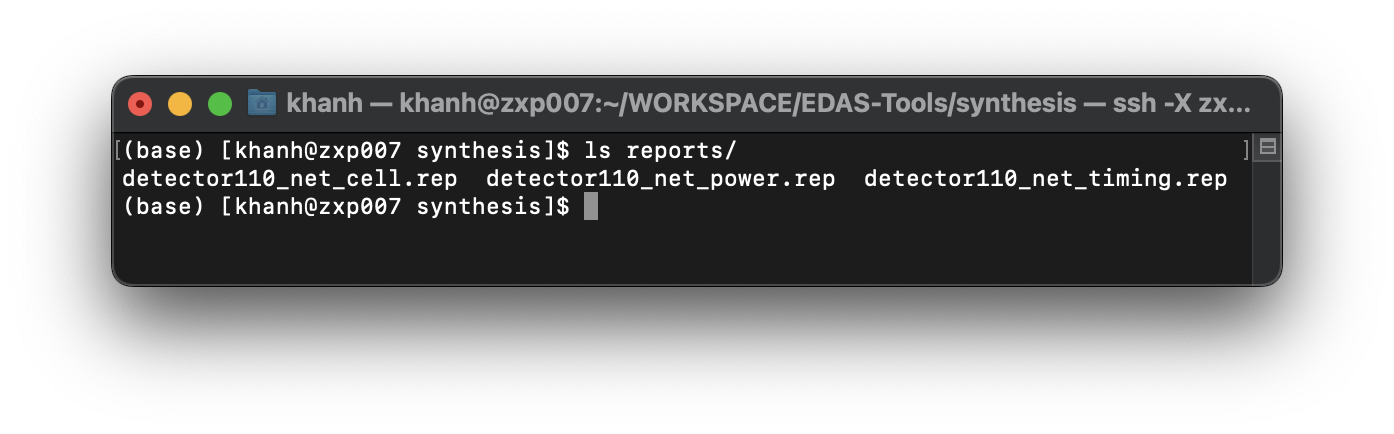 khanh — khanh@zxp007:~/WORKSPACE/EDAS-Tools/synthesis — ssh -X zx...
[(base) [khanh@zxp007 synthesis]$ ls reports/ ]
detector110_net_cell.rep  detector110_net_power.rep  detector110_net_timing.rep
(base) [khanh@zxp007 synthesis]$